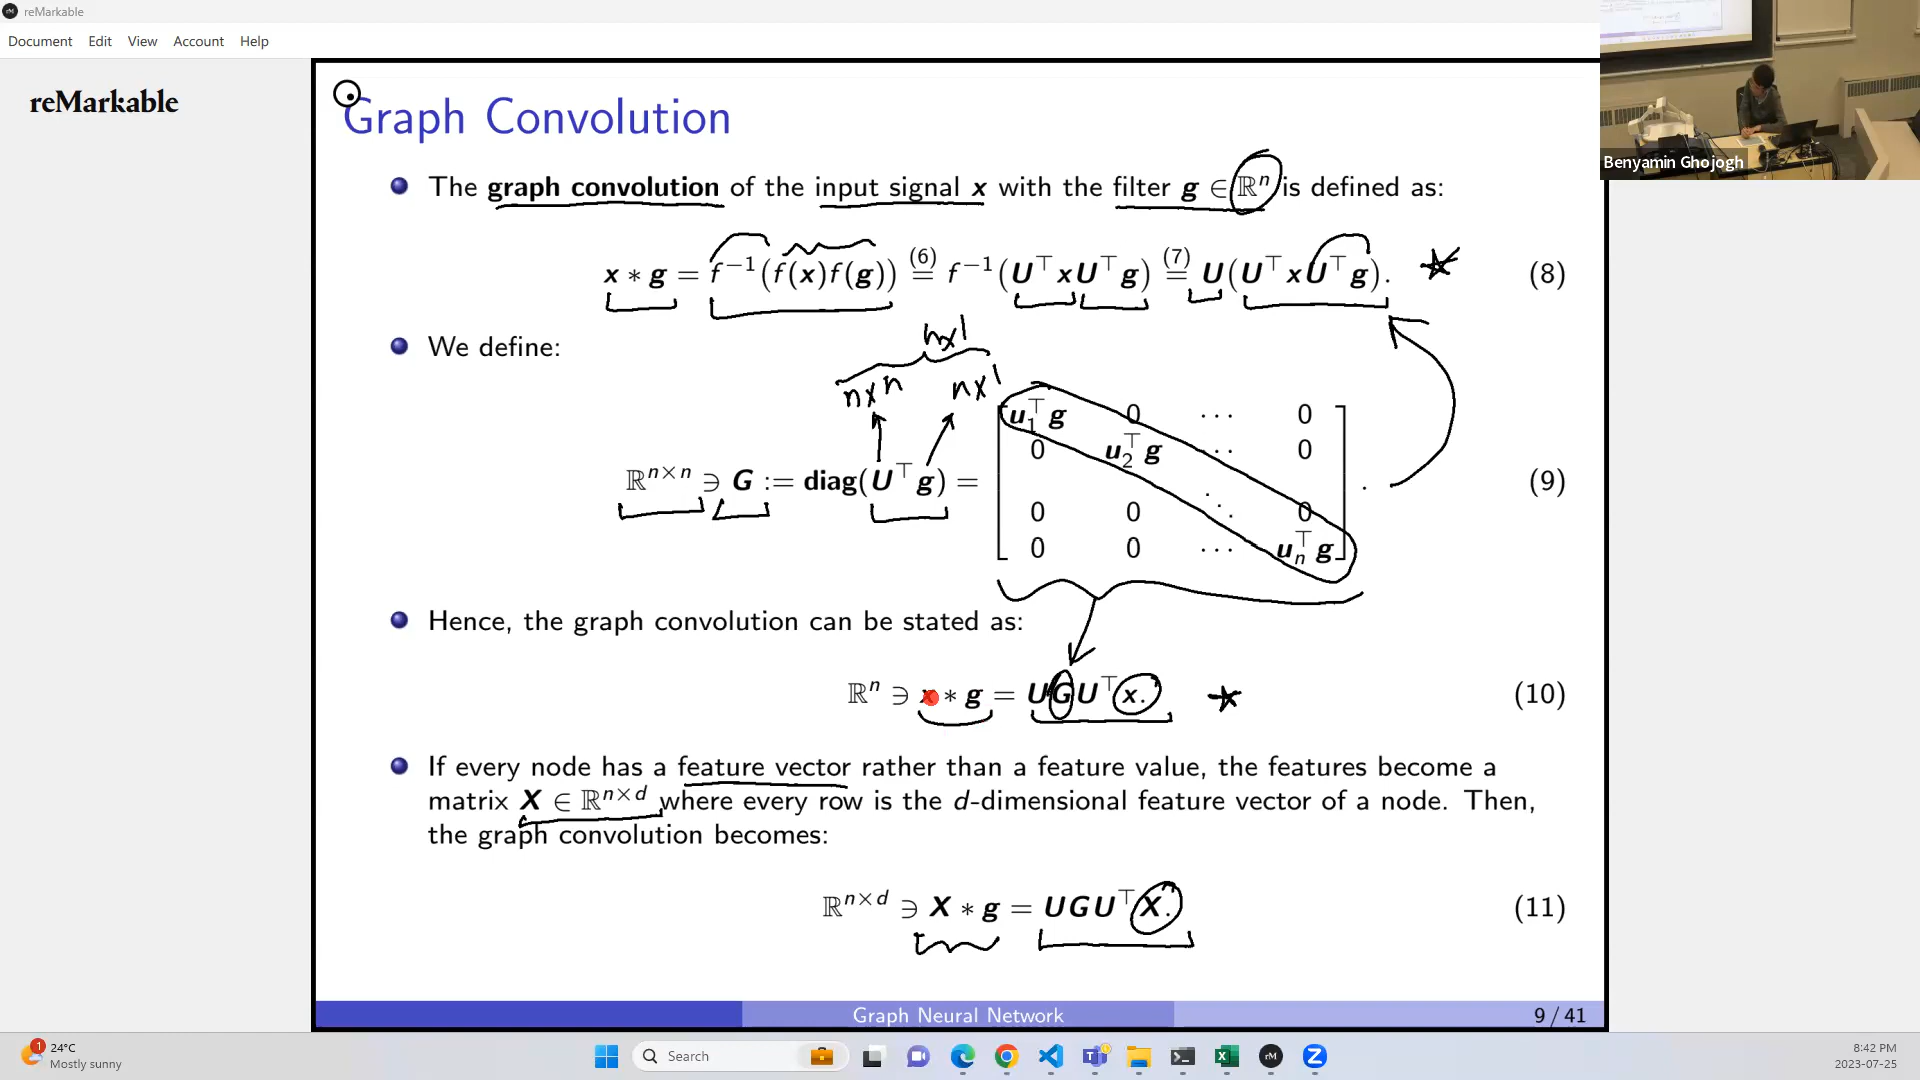 reMarkable
Document Edit View Account Help
reMarkable
Benyamin Ghojogh
Graph Convolution
The graph convolution of the input signal x with the filter g ∈ ℝⁿ is defined as:
x ∗ g = f⁻¹(f(x)f(g)) (6)= f⁻¹(U⊤xU⊤g) (7)= U(U⊤xU⊤g). (8)
We define:
n×1
n×n n×1
ℝⁿˣⁿ ∋ G := diag(U⊤g) = (9)
u₁⊤g 0 ⋯ 0
0 u₂⊤g ⋯ 0
⋱
0 0 0
0 0 ⋯ uₙ⊤g
.
Hence, the graph convolution can be stated as:
ℝⁿ ∋ x ∗ g = UGU⊤x. (10)
If every node has a feature vector rather than a feature value, the features become a
matrix X ∈ ℝⁿˣᵈ where every row is the d-dimensional feature vector of a node. Then,
the graph convolution becomes:
ℝⁿˣᵈ ∋ X ∗ g = UGU⊤X. (11)
Graph Neural Network 9 / 41
1
24°C
Mostly sunny
Search
8:42 PM
2023-07-25